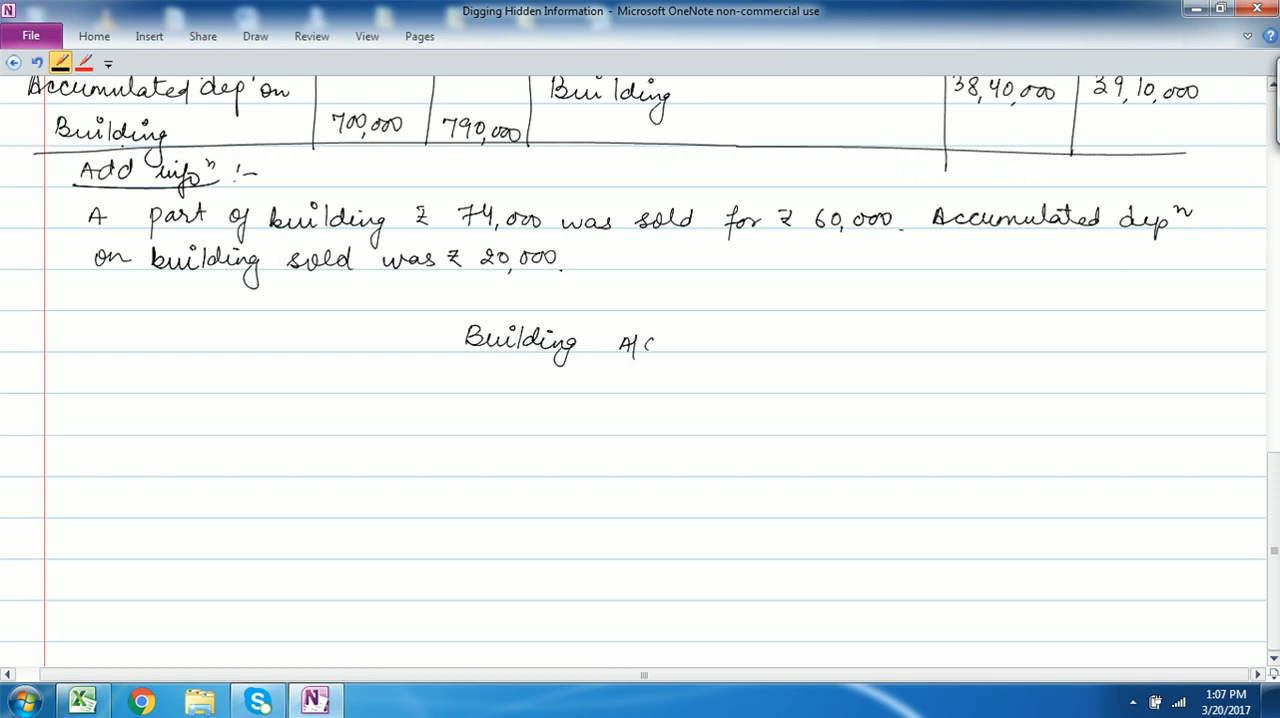 Digging Hidden Information - Microsoft OneNote non-commercial use
File Home Insert Share Draw Review View Pages
Accumulated depⁿ on Building 38,40,000 39,10,000
Building 700,000 790,000
Add infoⁿ :-
A part of building ₹ 74,000 was sold for ₹ 60,000. Accumulated depⁿ
on building sold was ₹ 20,000.
Building A/C
1:07 PM
3/20/2017